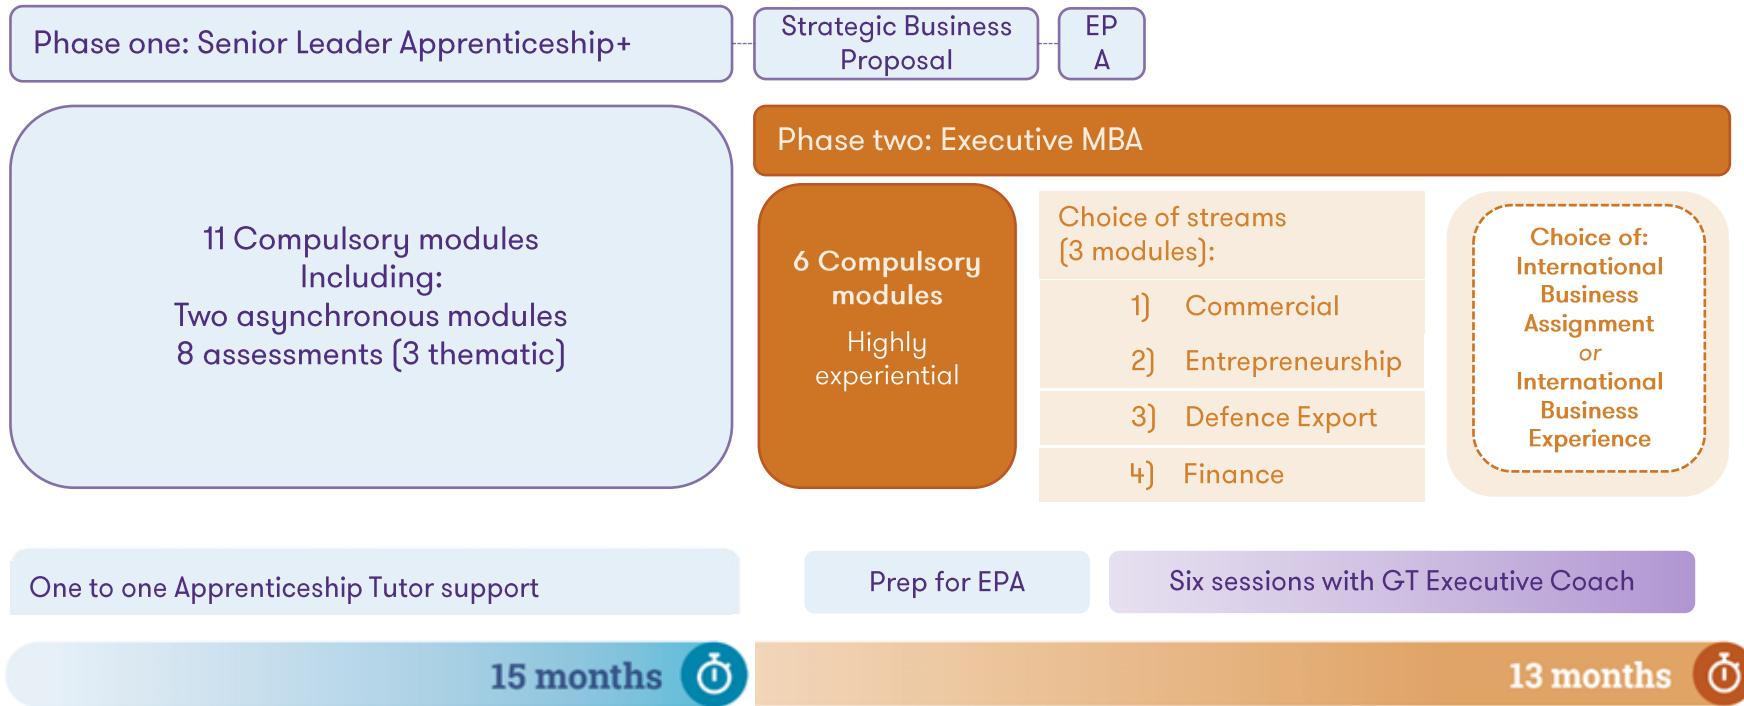 Phase one: Senior Leader Apprenticeship+
Strategic Business
Proposal
EP
A
Phase two: Executive MBA
11 Compulsory modules
Including:
Two asynchronous modules
8 assessments (3 thematic)
6 Compulsory
modules
Highly
experiential
Choice of streams
(3 modules):
1) Commercial
2) Entrepreneurship
3) Defence Export
4) Finance
Choice of:
International
Business
Assignment
or
International
Business
Experience
One to one Apprenticeship Tutor support
Prep for EPA
Six sessions with GT Executive Coach
15 months
13 months